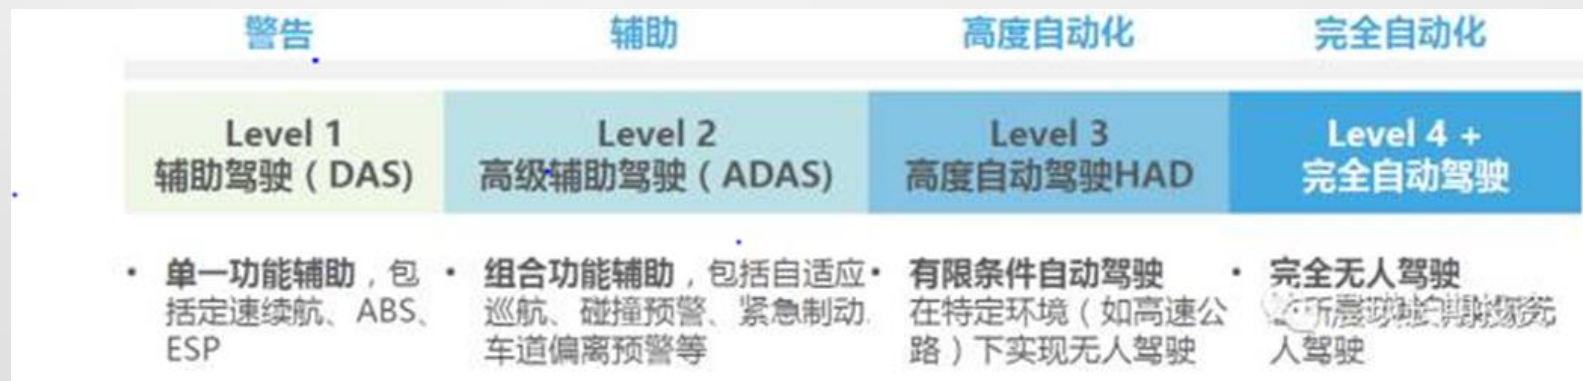 警告 辅助 高度自动化 完全自动化
Level 1 Level 2 Level 3 Level 4 +
辅助驾驶 ( DAS) 高级辅助驾驶 ( ADAS) 高度自动驾驶HAD 完全自动驾驶
• 单一功能辅助，包
括定速续航、ABS、
ESP
• 组合功能辅助，包括自适应
巡航、碰撞预警、紧急制动
车道偏离预警等
• 有限条件自动驾驶
在特定环境 ( 如高速公
路 ) 下实现无人驾驶
• 完全无人驾驶
人驾驶